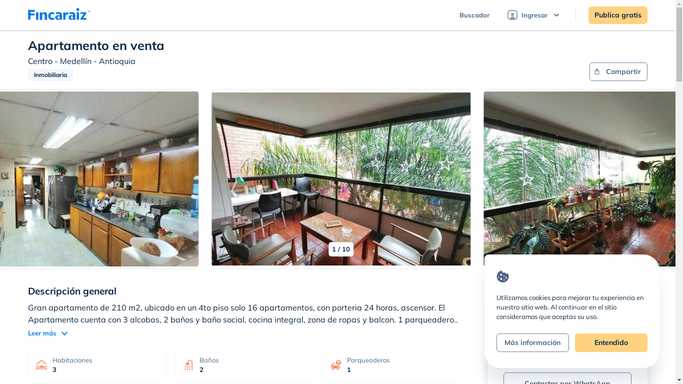 Fincaraiz
Buscador
Ingresar
Publica gratis
Apartamento en venta
Centro - Medellín - Antioquia
Inmobiliaria
Compartir
1 / 10
Descripción general
Gran apartamento de 210 m2, ubicado en un 4to piso solo 16 apartamentos, con porteria 24 horas, ascensor. El
Apartamento cuenta con 3 alcobas, 2 baños y baño social, cocina integral, zona de ropas y balcon. 1 parqueadero..
Leer más
Habitaciones
3
Baños
2
Parqueaderos
1
Utilizamos cookies para mejorar tu experiencia en
nuestro sitio web. Al continuar en el sitio
consideramos que aceptas su uso.
Más información
Entendido
Contactar por WhatsApp